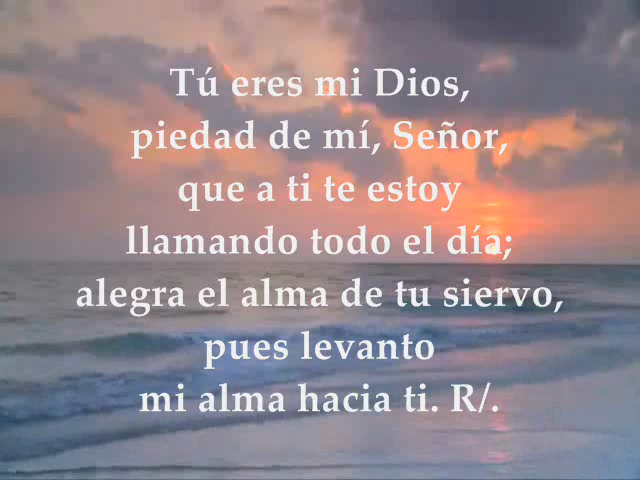 Tú eres mi Dios,
piedad de mí, Señor,
que a ti te estoy
llamando todo el día;
alegra el alma de tu siervo,
pues levanto
mi alma hacia ti. R/.